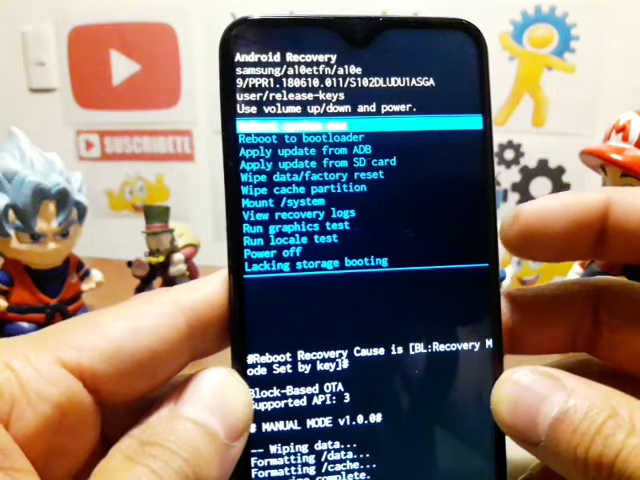 SUSCRIBETE
Android Recovery
samsung/a10etfn/a10e
9/PPR1.180610.011/S102DLUDU1ASGA
user/release-keys
Use volume up/down and power.
Reboot system now
Reboot to bootloader
Apply update from ADB
Apply update from SD card
Wipe data/factory reset
Wipe cache partition
Mount /system
View recovery logs
Run graphics test
Run locale test
Power off
Lacking storage booting
#Reboot Recovery Cause is [BL:Recovery M
ode Set by key]#
Block-Based OTA
Supported API: 3
# MANUAL MODE v1.0.0#
-- Wiping data...
Formatting /data...
Formatting /cache...
complete.